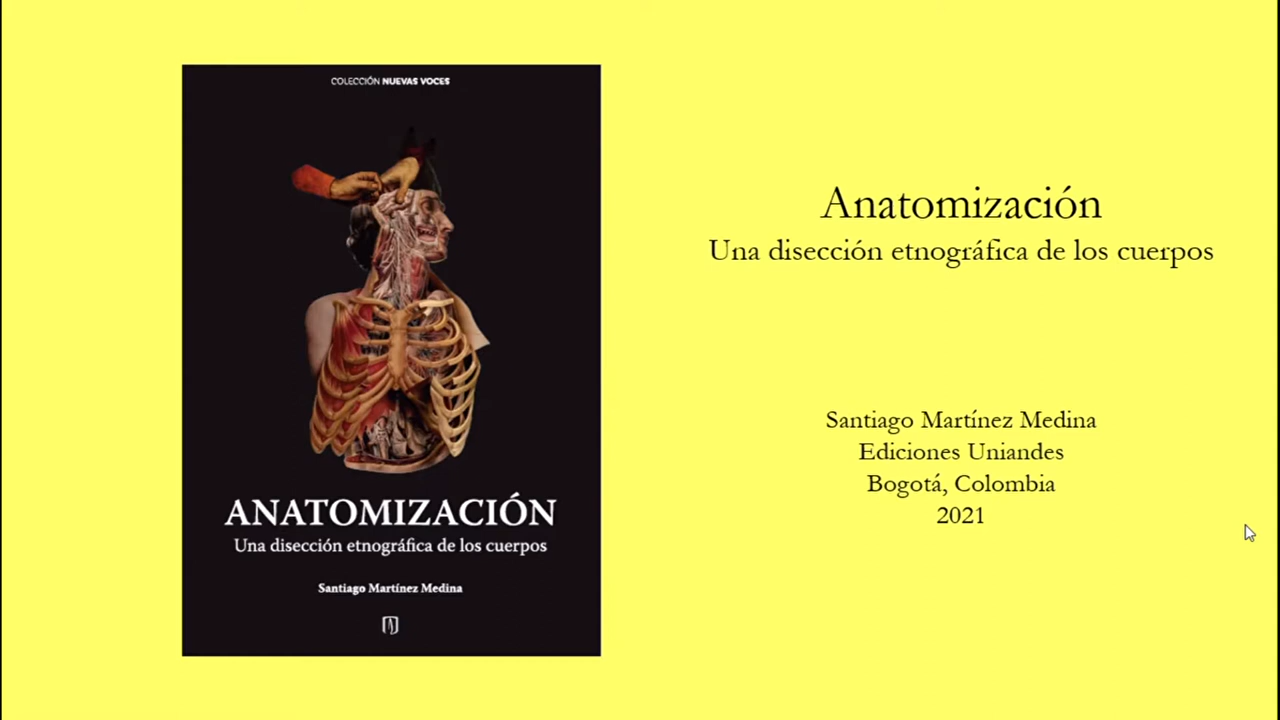 COLECCIÓN NUEVAS VOCES
ANATOMIZACIÓN
Una disección etnográfica de los cuerpos
Santiago Martínez Medina
Anatomización
Una disección etnográfica de los cuerpos
Santiago Martínez Medina
Ediciones Uniandes
Bogotá, Colombia
2021